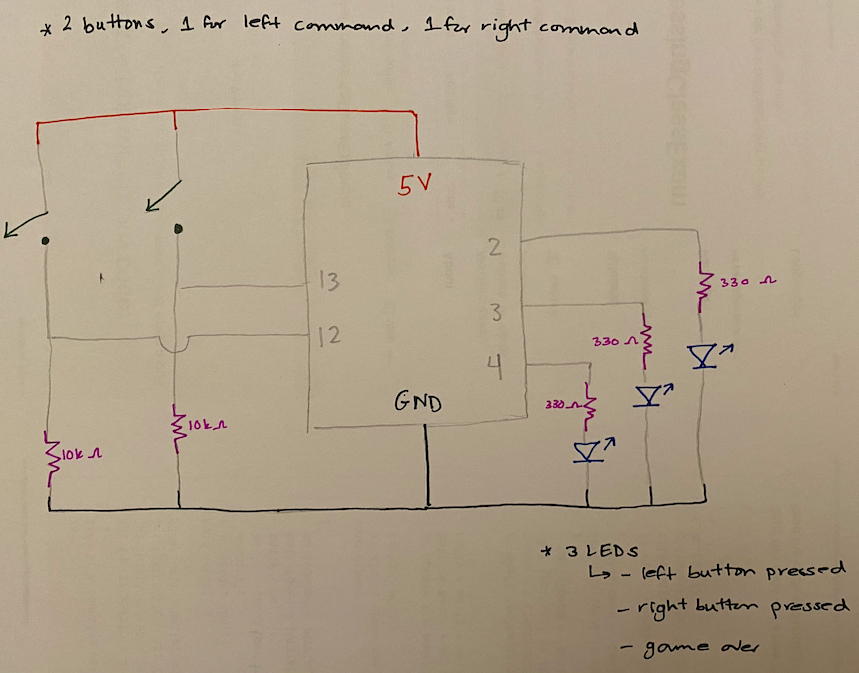 * 2 buttons, 1 for left command, 1 for right command
5V
2
330 Ω
13
3
330 Ω
12
4
330 Ω
GND
10k Ω
10k Ω
* 3 LEDs
↳ - left button pressed
- right button pressed
- game over